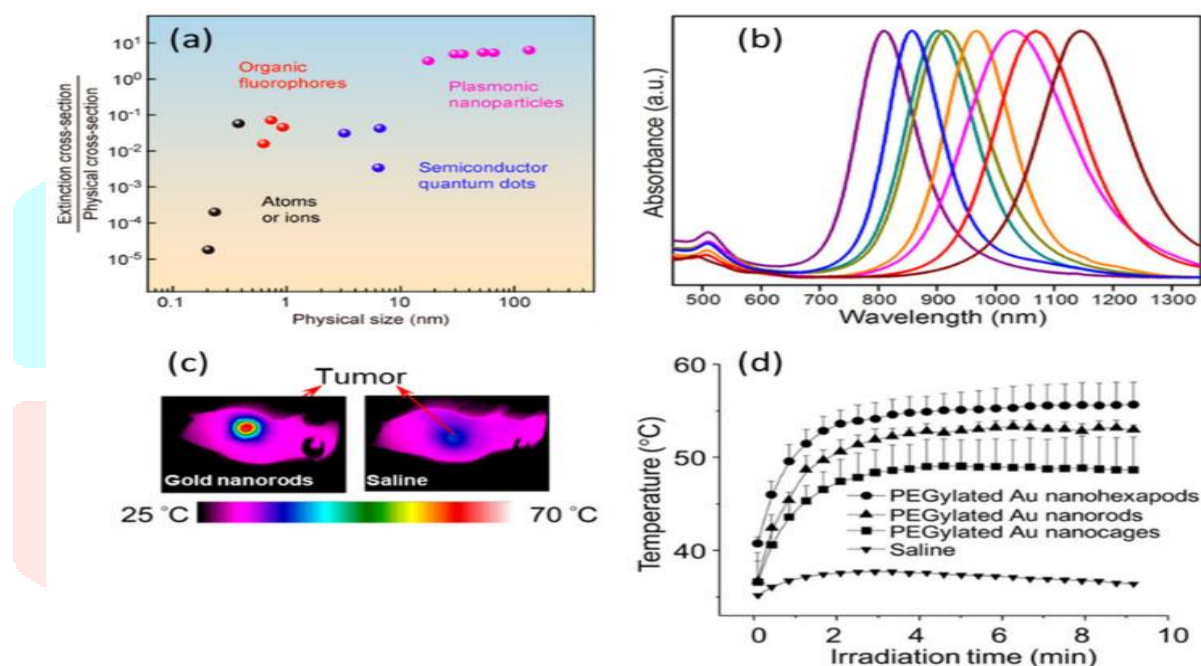 (a)
Extinction cross-section
Physical cross-section
10¹
10⁰
10⁻¹
10⁻²
10⁻³
10⁻⁴
10⁻⁵
Organic
fluorophores
Plasmonic
nanoparticles
Semiconductor
quantum dots
Atoms
or ions
0.1 1 10 100
Physical size (nm)
(b)
Absorbance (a.u.)
500 600 700 800 900 1000 1100 1200 1300
Wavelength (nm)
(c)
Tumor
Gold nanorods
Saline
25 °C
70 °C
(d)
Temperature (°C)
60
50
40
PEGylated Au nanohexapods
PEGylated Au nanorods
PEGylated Au nanocages
Saline
0 2 4 6 8 10
Irradiation time (min)